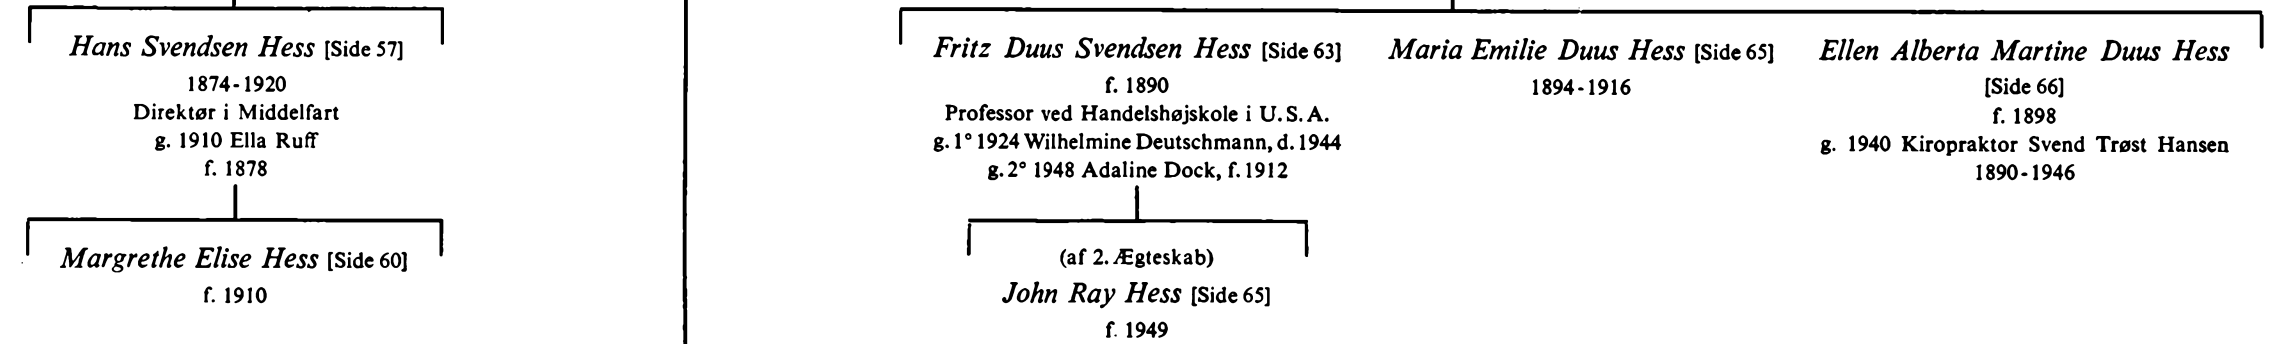 Hans Svendsen Hess [Side 57]
1874-1920
Direktør i Middelfart
g. 1910 Ella Ruff
f. 1878
Margrethe Elise Hess [Side 60]
f. 1910
Fritz Duus Svendsen Hess [Side 63]
f. 1890
Professor ved Handelshøjskole i U.S.A.
g. 1° 1924 Wilhelmine Deutschmann, d. 1944
g. 2° 1948 Adaline Dock, f. 1912
(af 2. Ægteskab)
John Ray Hess [Side 65]
f. 1949
Maria Emilie Duus Hess [Side 65]
1894-1916
Ellen Alberta Martine Duus Hess
[Side 66]
f. 1898
g. 1940 Kiropraktor Svend Trøst Hansen
1890-1946